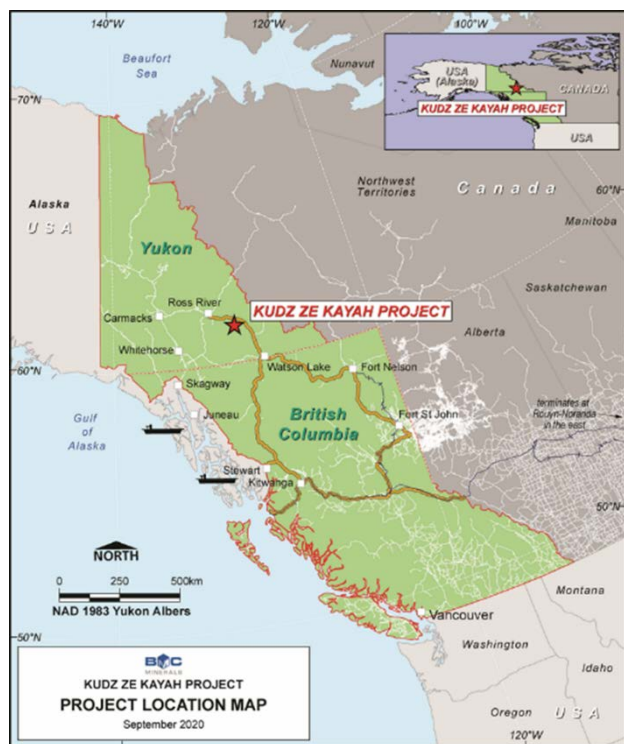 140°W
120°W
100°W
Beaufort
Sea
Nunavut
USA
(Alaska)
CANADA
KUDZ ZE KAYAH PROJECT
USA
70°N
Northwest
Territories
Canada
60°N
Alaska
USA
Manitoba
Yukon
Saskatchewan
Ross River
KUDZ ZE KAYAH PROJECT
Carmacks
Alberta
Whitehorse
Watson Lake
Fort Nelson
60°N
Skagway
Juneau
Gulf
of
Alaska
British
Columbia
Fort St John
terminates at
Rouyn-Noranda
in the east
Stewart
Kitwanga
50°N
NORTH
0 250 500km
NAD 1983 Yukon Albers
Montana
Vancouver
50°N
Washington
Idaho
BMC
MINERALS
KUDZ ZE KAYAH PROJECT
PROJECT LOCATION MAP
September 2020
Oregon
USA
120°W